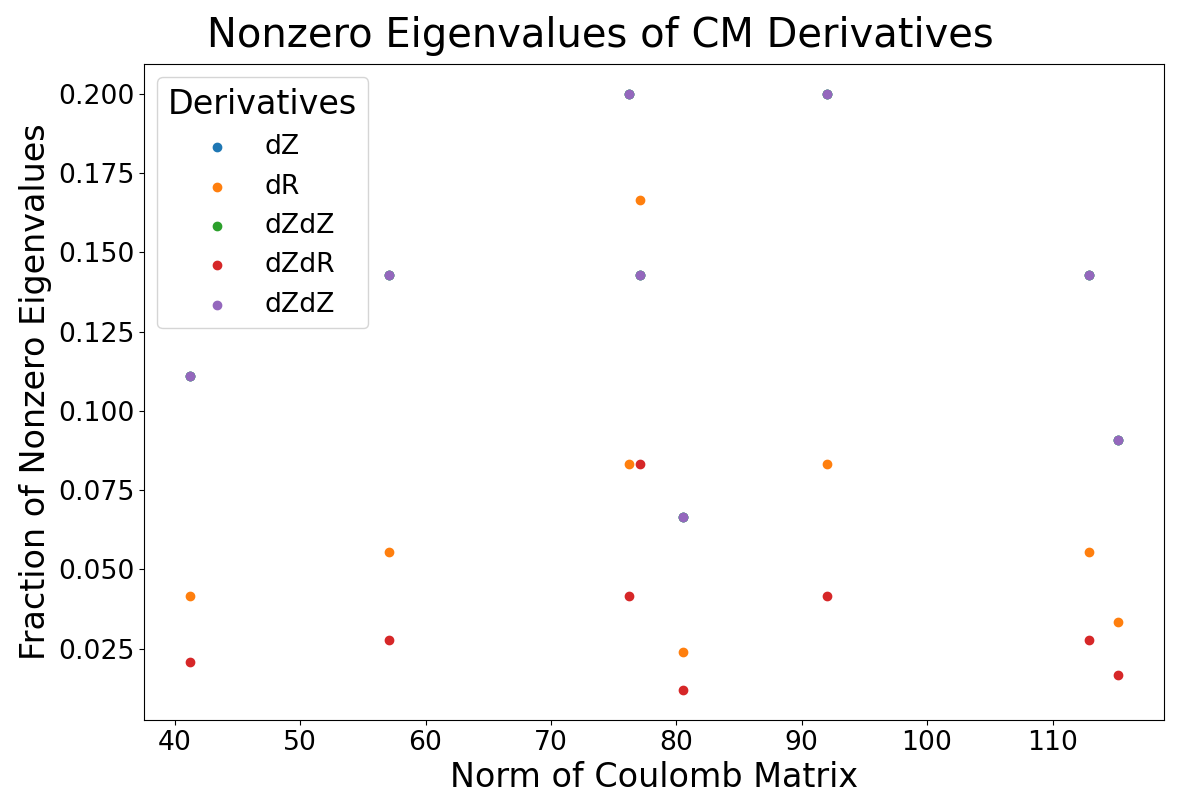 Nonzero Eigenvalues of CM Derivatives
Fraction of Nonzero Eigenvalues
0.200
0.175
0.150
0.125
0.100
0.075
0.050
0.025
Derivatives
dZ
dR
dZdZ
dZdR
dZdZ
40 50 60 70 80 90 100 110
Norm of Coulomb Matrix